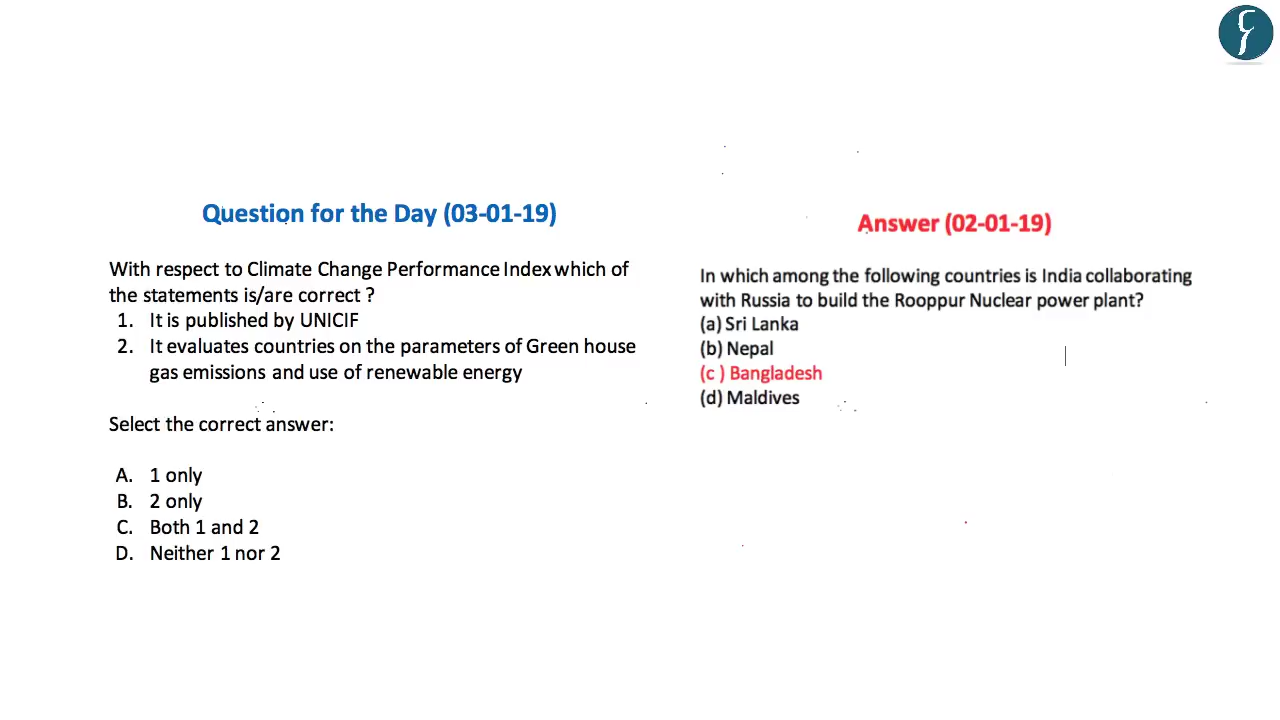 Question for the Day (03-01-19)
With respect to Climate Change Performance Index which of
the statements is/are correct ?
1. It is published by UNICIF
2. It evaluates countries on the parameters of Green house
gas emissions and use of renewable energy
Select the correct answer:
A. 1 only
B. 2 only
C. Both 1 and 2
D. Neither 1 nor 2
Answer (02-01-19)
In which among the following countries is India collaborating
with Russia to build the Rooppur Nuclear power plant?
(a) Sri Lanka
(b) Nepal
(c ) Bangladesh
(d) Maldives